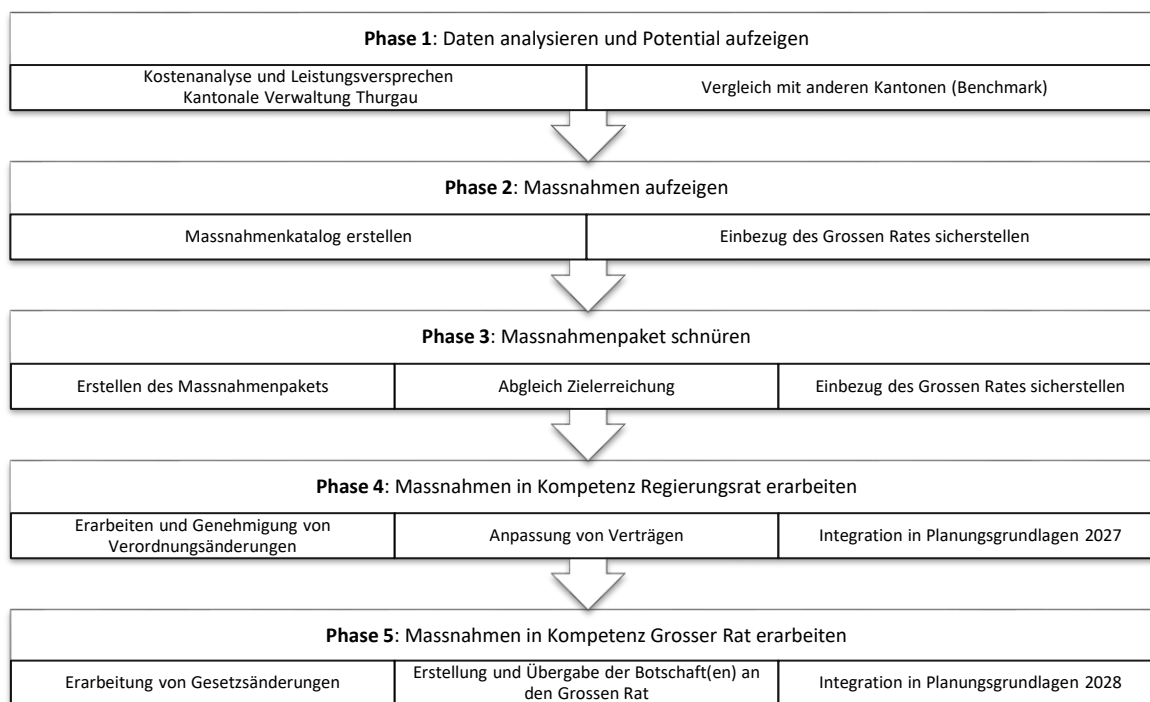 Phase 1: Daten analysieren und Potential aufzeigen
Kostenanalyse und Leistungsversprechen
Kantonale Verwaltung Thurgau
Vergleich mit anderen Kantonen (Benchmark)
Phase 2: Massnahmen aufzeigen
Massnahmenkatalog erstellen
Einbezug des Grossen Rates sicherstellen
Phase 3: Massnahmenpaket schnüren
Erstellen des Massnahmenpakets
Abgleich Zielerreichung
Einbezug des Grossen Rates sicherstellen
Phase 4: Massnahmen in Kompetenz Regierungsrat erarbeiten
Erarbeiten und Genehmigung von
Verordnungsänderungen
Anpassung von Verträgen
Integration in Planungsgrundlagen 2027
Phase 5: Massnahmen in Kompetenz Grosser Rat erarbeiten
Erarbeitung von Gesetzsänderungen
Erstellung und Übergabe der Botschaft(en) an
den Grossen Rat
Integration in Planungsgrundlagen 2028